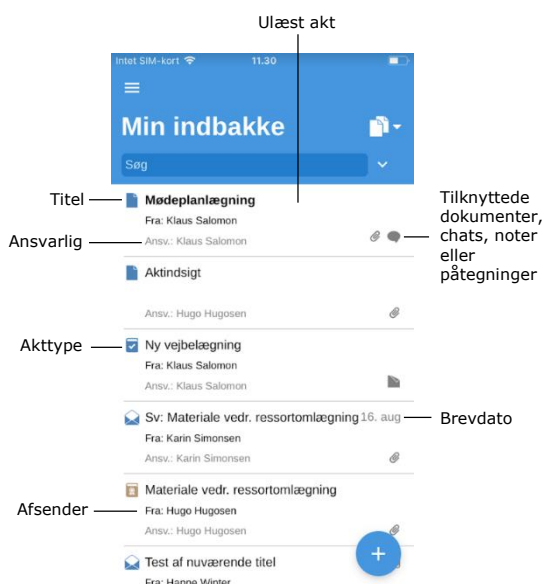 Ulæst akt
Intet SIM-kort 11.30
Min indbakke
Søg
Titel
Mødeplanlægning
Fra: Klaus Salomon
Ansvarlig
Ansv.: Klaus Salomon
Tilknyttede
dokumenter,
chats, noter
eller
påtegninger
Aktindsigt
Ansv.: Hugo Hugosen
Akttype
Ny vejbelægning
Fra: Klaus Salomon
Ansv.: Klaus Salomon
Sv: Materiale vedr. ressortomlægning 16. aug
Brevdato
Fra: Karin Simonsen
Ansv.: Karin Simonsen
Materiale vedr. ressortomlægning
Afsender
Fra: Hugo Hugosen
Ansv.: Hugo Hugosen
Test af nuværende titel
Fra: Hanne Winter